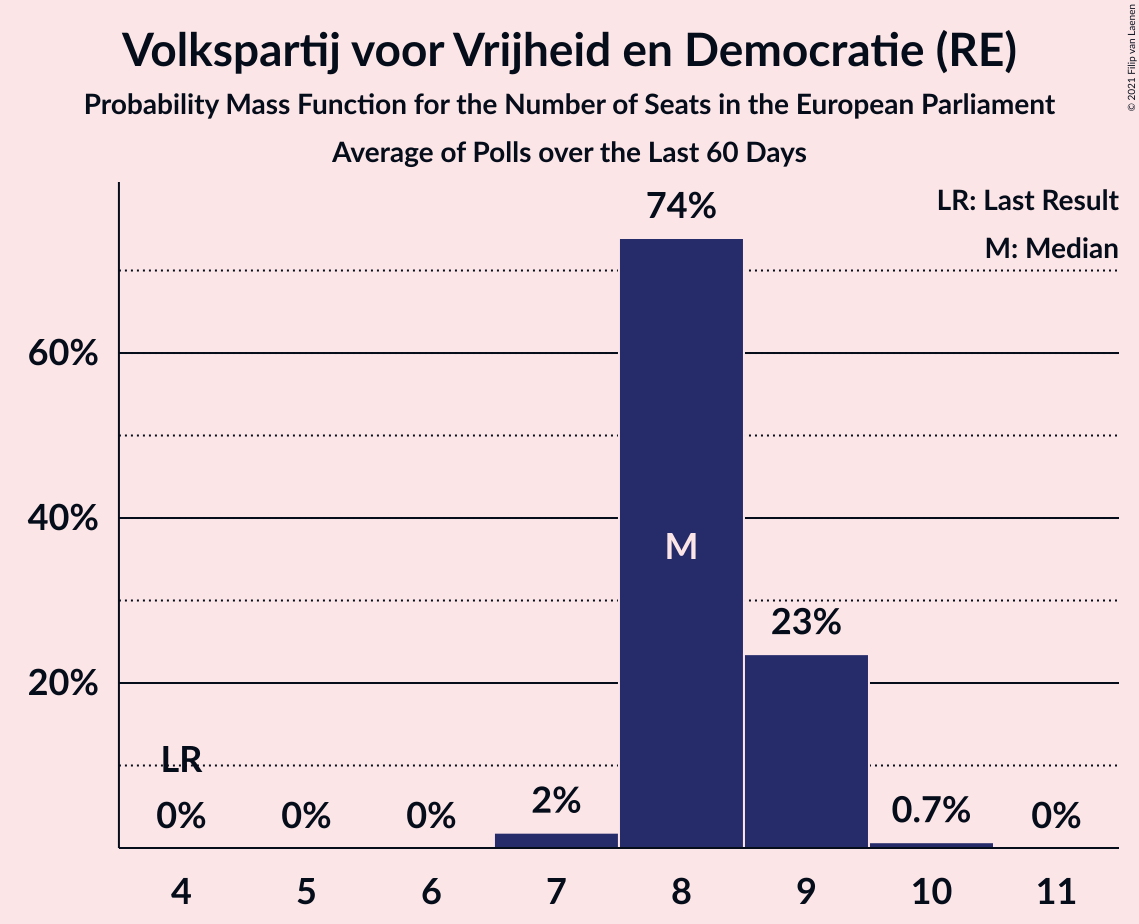 Volkspartij voor Vrijheid en Democratie (RE)
Probability Mass Function for the Number of Seats in the European Parliament
Average of Polls over the Last 60 Days
© 2021 Filip van Laenen
LR: Last Result
M: Median
74%
60%
40%
M
23%
20%
LR
0% 0% 0% 2% 0.7% 0%
4 5 6 7 8 9 10 11